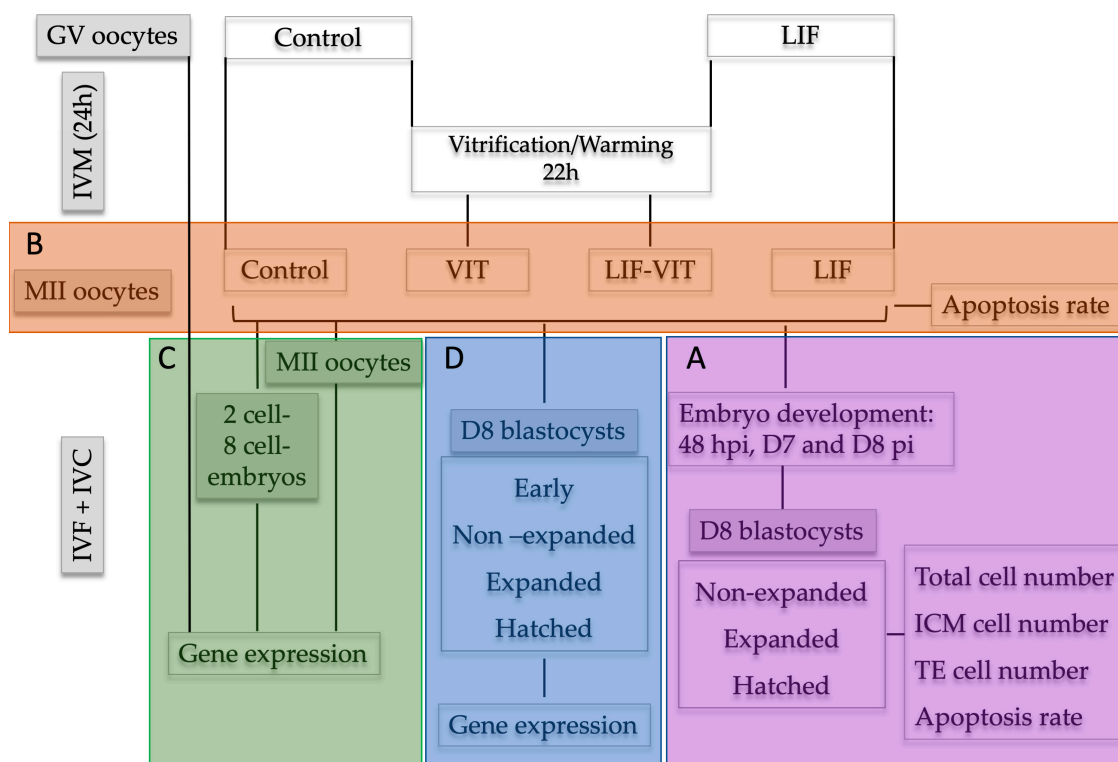 GV oocytes
Control
LIF
IVM (24h)
Vitrification/Warming
22h
B
MII oocytes
Control
VIT
LIF-VIT
LIF
Apoptosis rate
IVF + IVC
C
MII oocytes
2 cell-
8 cell-
embryos
Gene expression
D
D8 blastocysts
Early
Non –expanded
Expanded
Hatched
Gene expression
A
Embryo development:
48 hpi, D7 and D8 pi
D8 blastocysts
Non-expanded
Expanded
Hatched
Total cell number
ICM cell number
TE cell number
Apoptosis rate